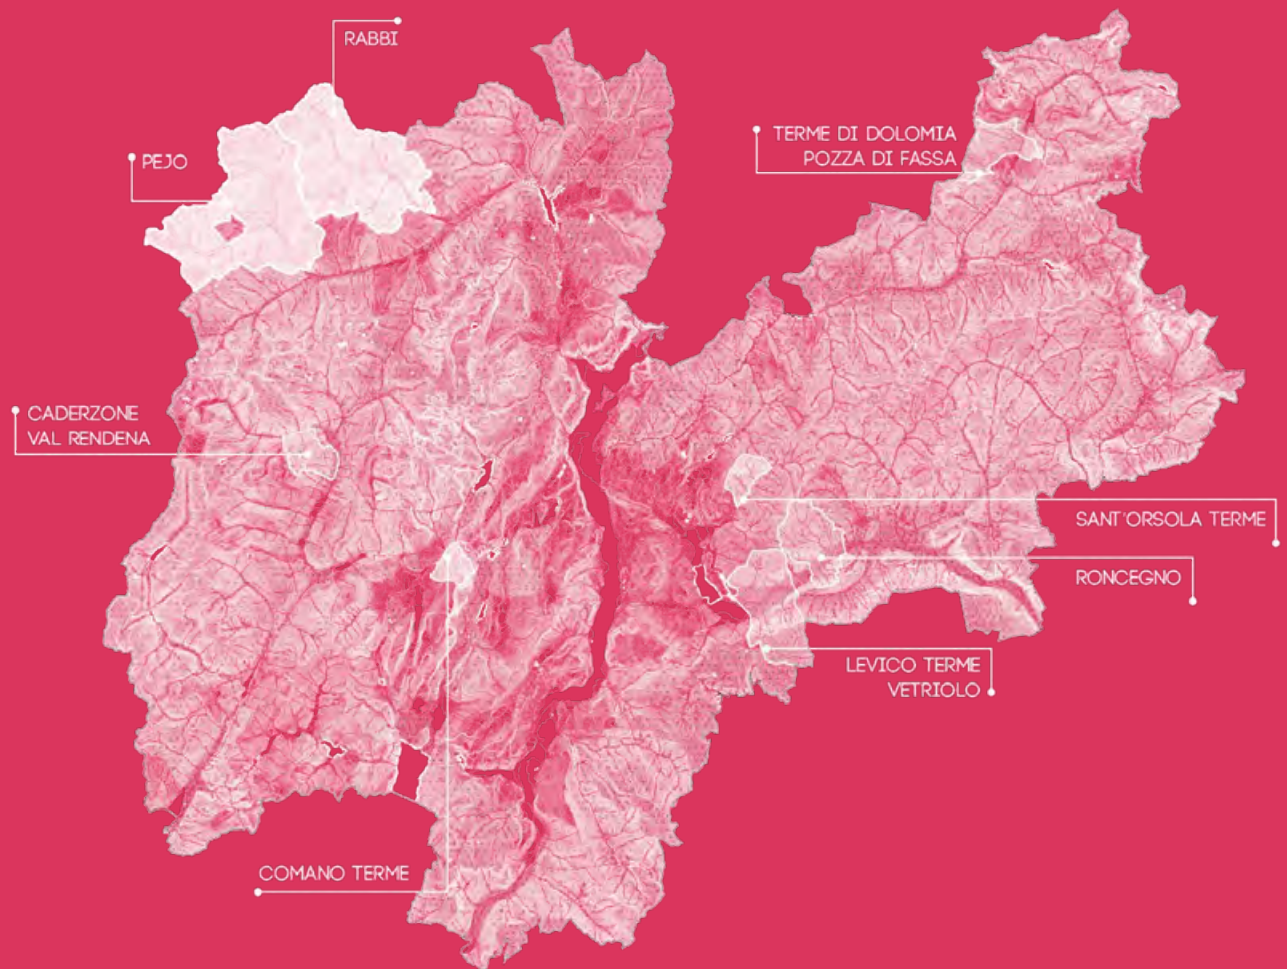 RABBI
TERME DI DOLOMIA
POZZA DI FASSA
PEJO
CADERZONE
VAL RENDENA
SANT'ORSOLA TERME
RONCEGNO
LEVICO TERME
VETRIOLO
COMANO TERME